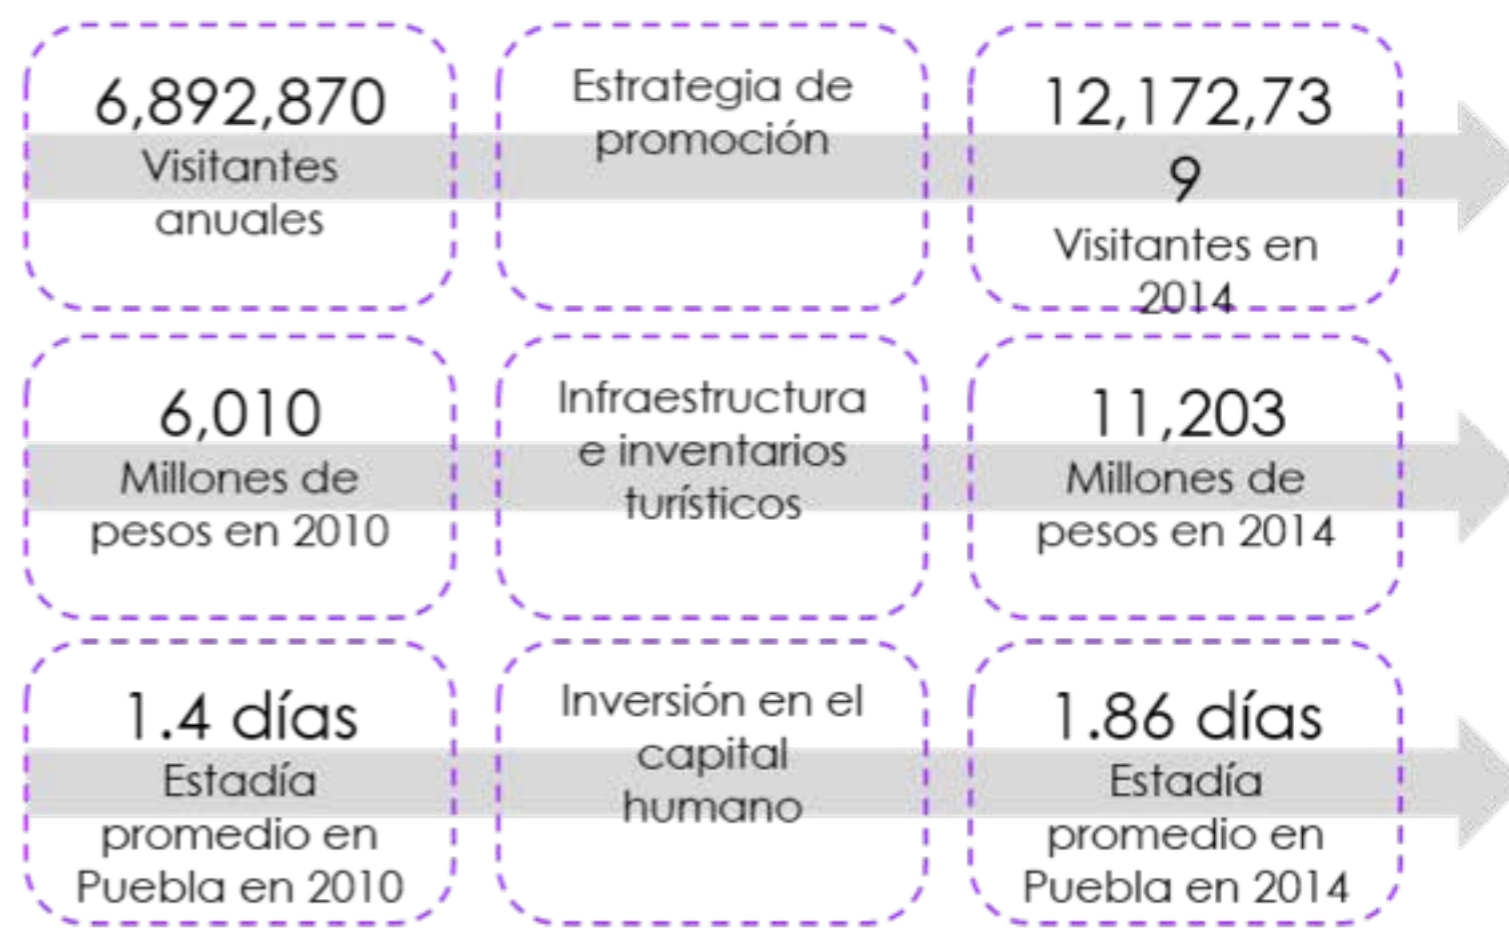 6,892,870
Visitantes
anuales
Estrategia de
promoción
12,172,73
9
Visitantes en
2014
6,010
Millones de
pesos en 2010
Infraestructura
e inventarios
turísticos
11,203
Millones de
pesos en 2014
1.4 días
Estadía
promedio en
Puebla en 2010
Inversión en el
capital
humano
1.86 días
Estadía
promedio en
Puebla en 2014